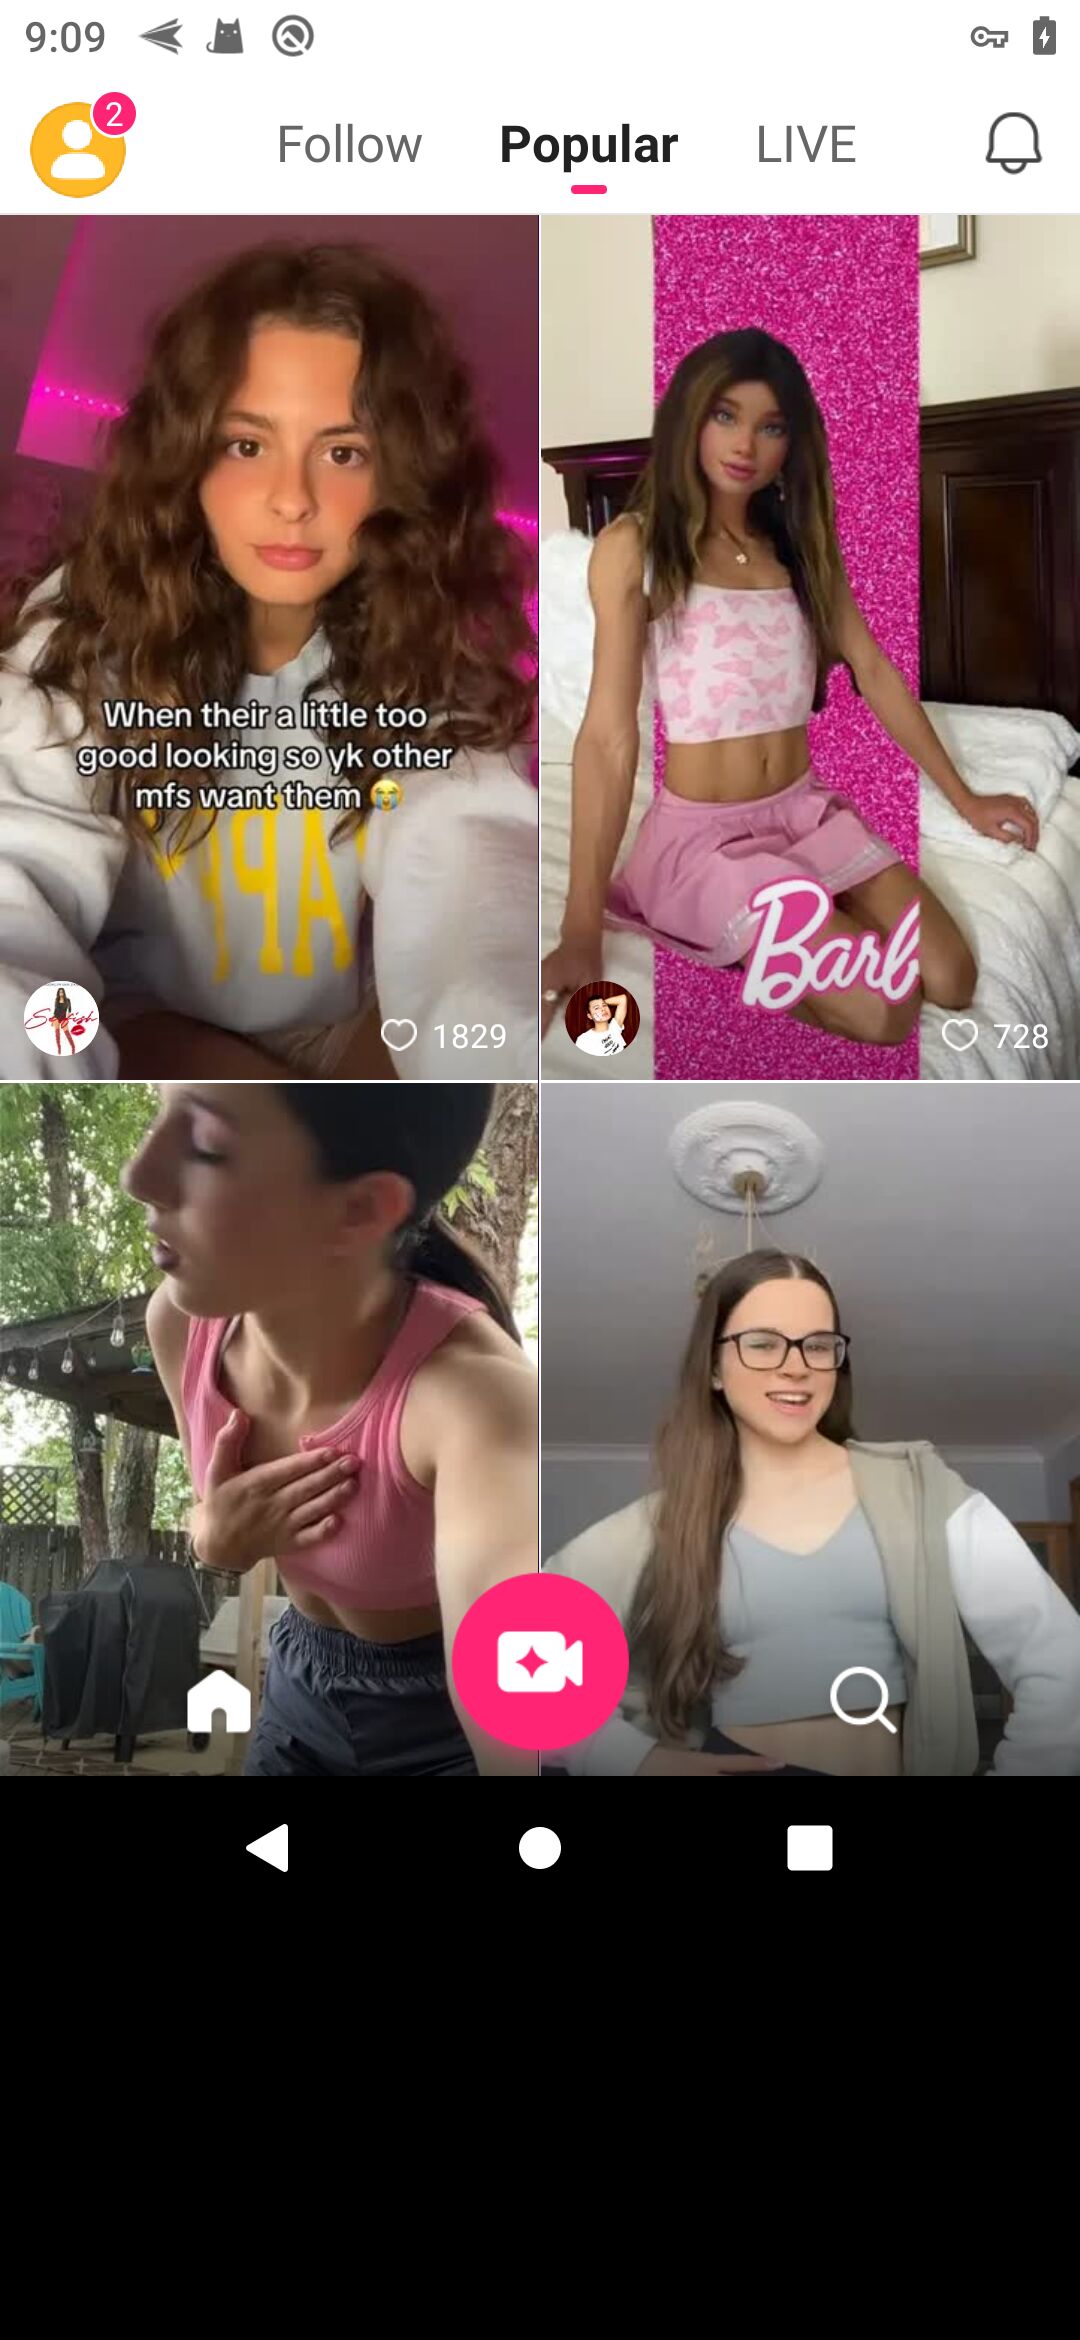 9:09
2
Follow Popular LIVE
When their a little too
good looking so yk other
mfs want them 😭
Barb
Selfish
1829
728